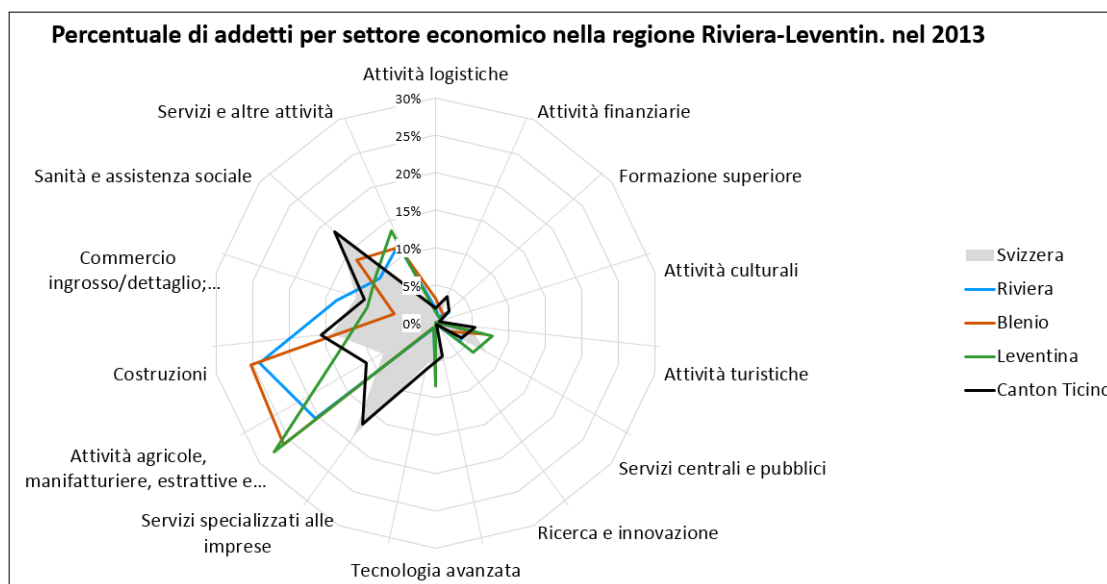 Percentuale di addetti per settore economico nella regione Riviera-Leventin. nel 2013
Attività logistiche
30%
25%
20%
15%
10%
5%
0%
Attività finanziarie
Formazione superiore
Attività culturali
Attività turistiche
Servizi centrali e pubblici
Ricerca e innovazione
Tecnologia avanzata
Servizi specializzati alle
imprese
Attività agricole,
manifatturiere, estrattive e...
Costruzioni
Commercio
ingrosso/dettaglio;...
Sanità e assistenza sociale
Servizi e altre attività
Svizzera
Riviera
Blenio
Leventina
Canton Ticino